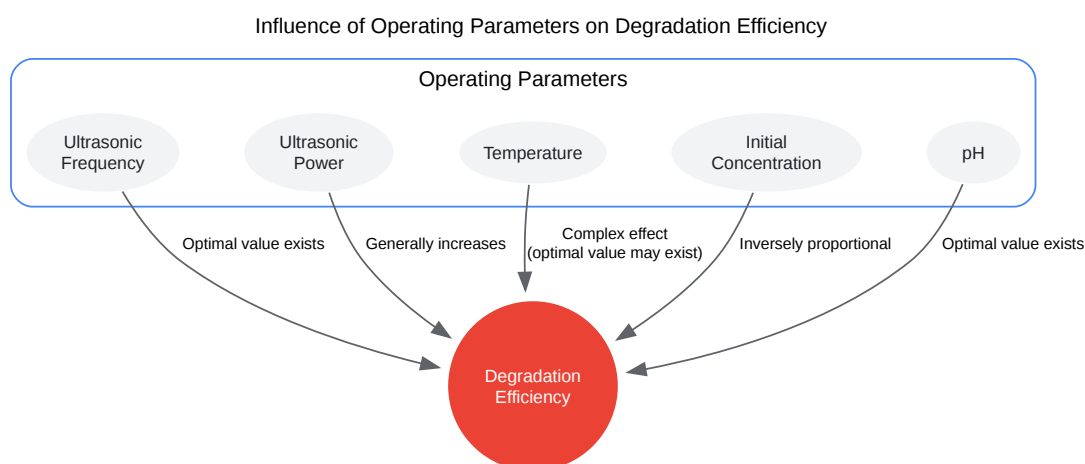 Influence of Operating Parameters on Degradation Efficiency
Operating Parameters
Ultrasonic
Frequency
Ultrasonic
Power
Temperature
Initial
Concentration
pH
Optimal value exists
Generally increases
Complex effect
(optimal value may exist)
Inversely proportional
Optimal value exists
Degradation
Efficiency